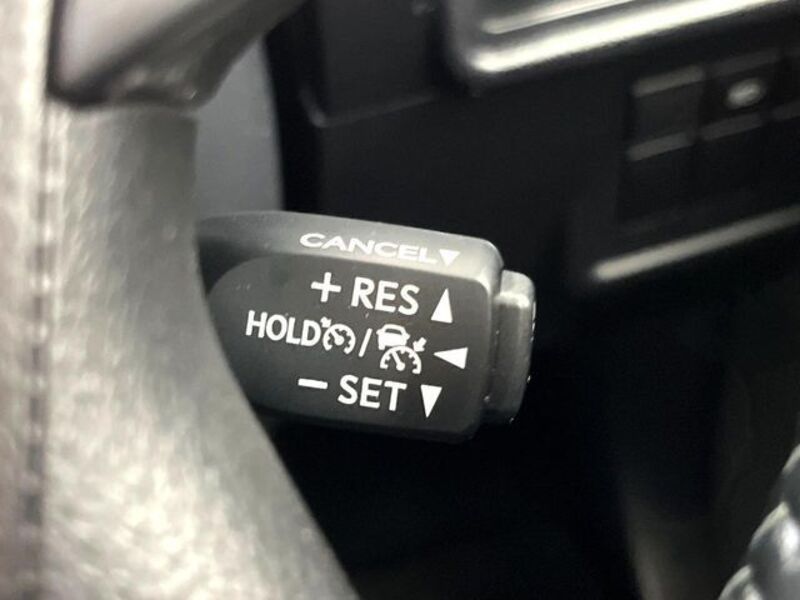 CANCEL▼
+ RES ▲
HOLD / ◀
− SET ▼